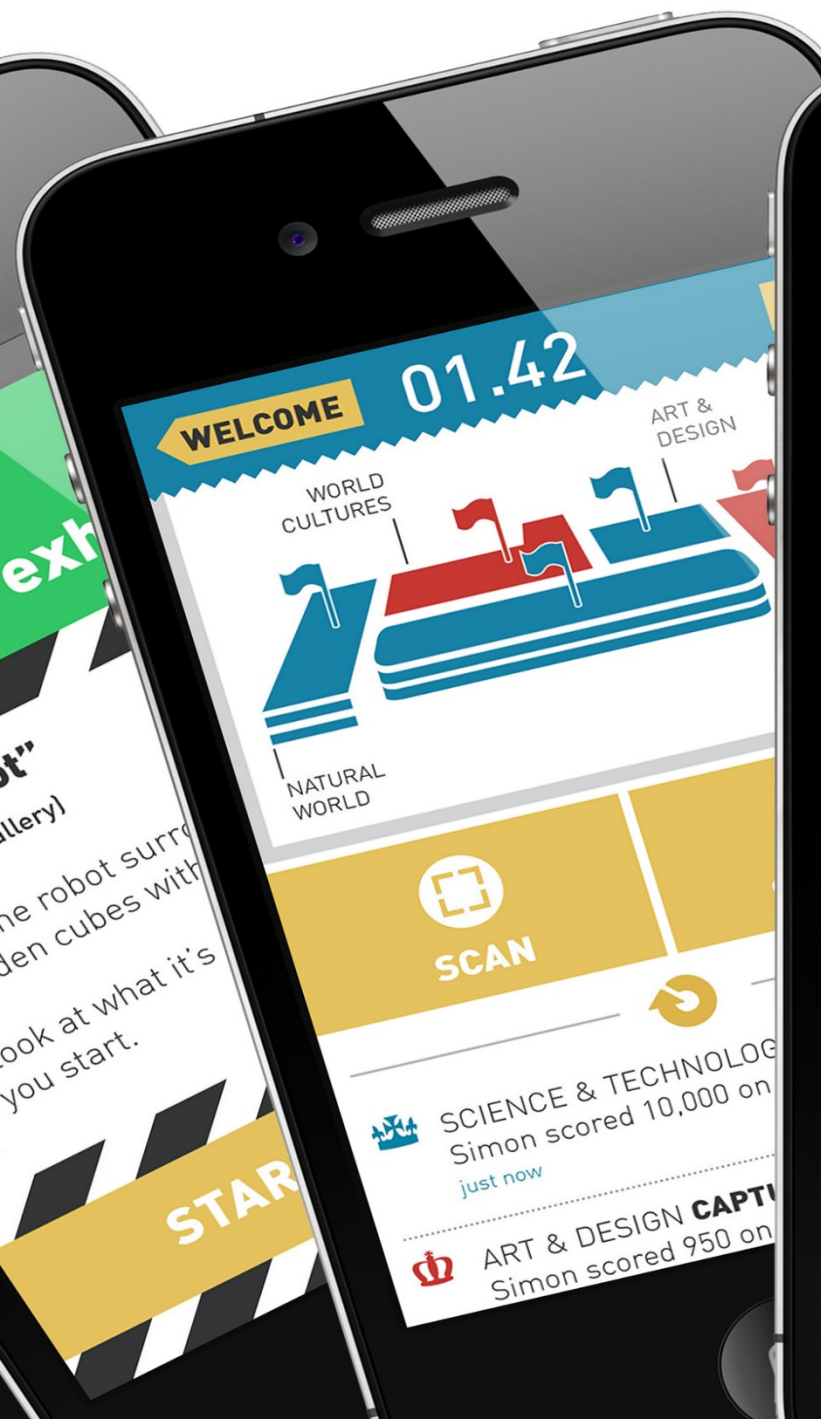 exh
ot”
allery)
he robot surro
den cubes with
ook at what it’s
you start.
STAR
WELCOME
01.42
WORLD
CULTURES
ART &
DESIGN
NATURAL
WORLD
SCAN
SCIENCE & TECHNOLOG
Simon scored 10,000 on
just now
ART & DESIGN CAPTU
Simon scored 950 on